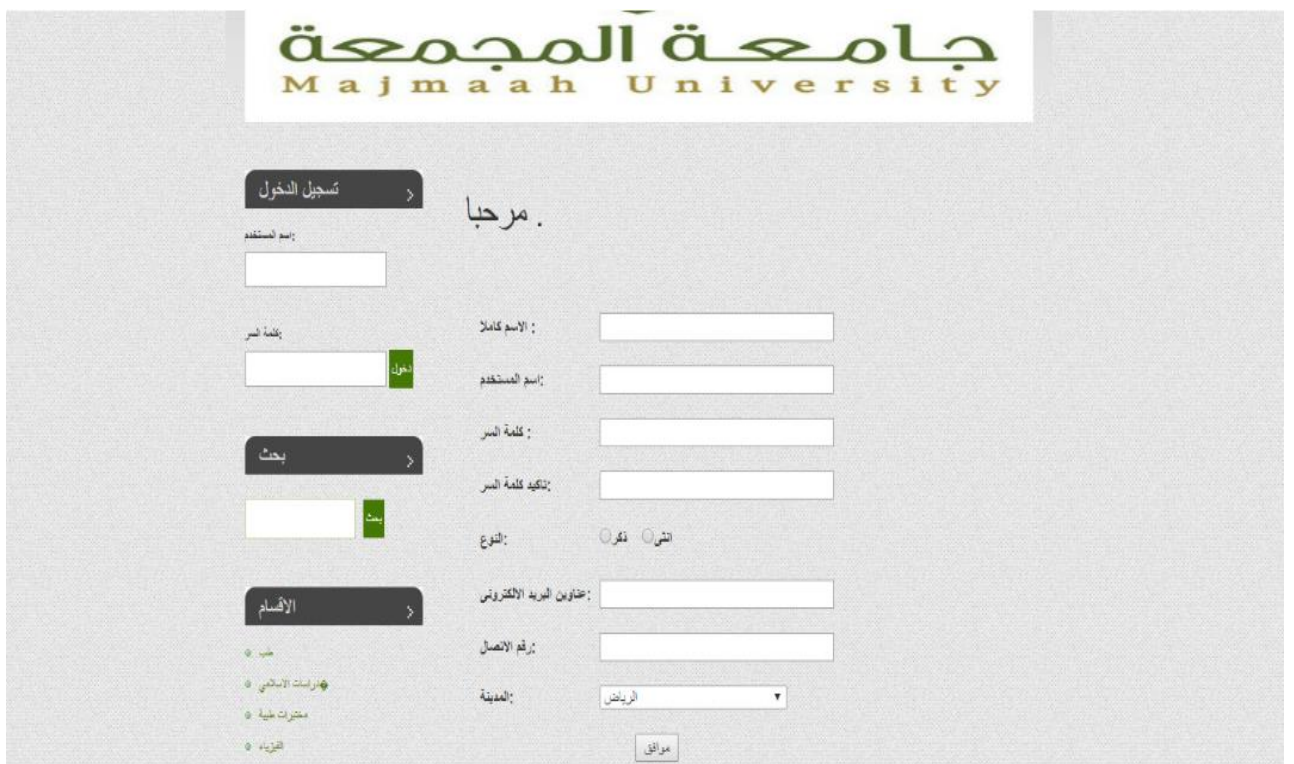 جامعة المجمعة
Majmaah University
تسجيل الدخول
اسم المستخدم:
كلمة السر:
دخول
بحث
بحث
الأقسام
طب
�دراسات الاسلامي
مختبرات طبية
الفيزياء
مرحبا .
الاسم كاملا :
اسم المستخدم:
كلمة السر :
تاكيد كلمة السر:
النوع:
ذكر انثى
عناوين البريد الالكترونى:
رقم الاتصال:
المدينة:
الرياض
موافق